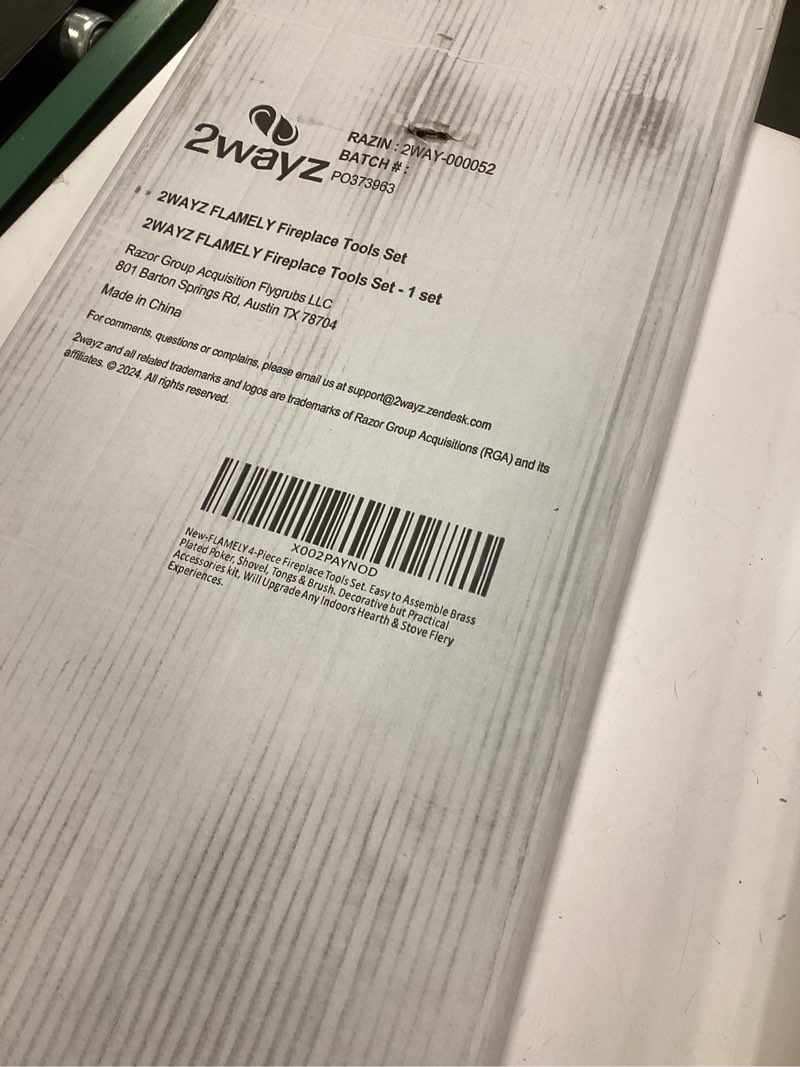 2wayz
RAZIN : 2WAY-000052
BATCH # :
PO373963
2WAYZ FLAMELY Fireplace Tools Set
2WAYZ FLAMELY Fireplace Tools Set - 1 set
Razor Group Acquisition Flygrubs LLC
801 Barton Springs Rd, Austin TX 78704
Made in China
For comments, questions or complains, please email us at support@2wayz.zendesk.com
2wayz and all related trademarks and logos are trademarks of Razor Group Acquisitions (RGA) and its
affiliates. © 2024. All rights reserved.
X002PAYNOD
New-FLAMELY 4-Piece Fireplace Tools Set. Easy to Assemble Brass
Plated Poker, Shovel, Tongs & Brush. Decorative but Practical
Accessories kit, Will Upgrade Any Indoors Hearth & Stove Fiery
Experiences.